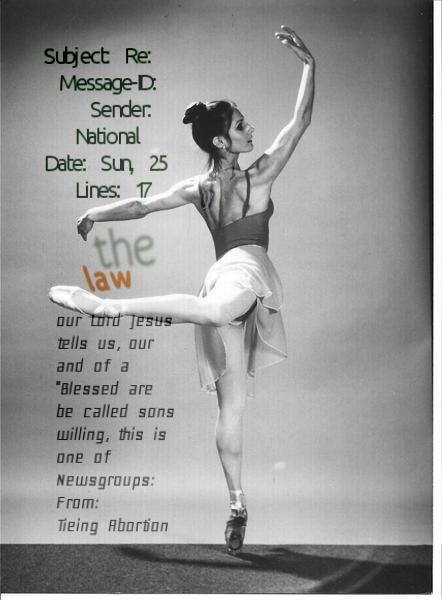 Subject: Re:
Message-ID:
Sender:
National
Date: Sun, 25
Lines: 17
the
law
our Lord Jesus
tells us, our
and of a
"Blessed are
be called sons
willing, this is
one of
Newsgroups:
From:
Tieing Abortion